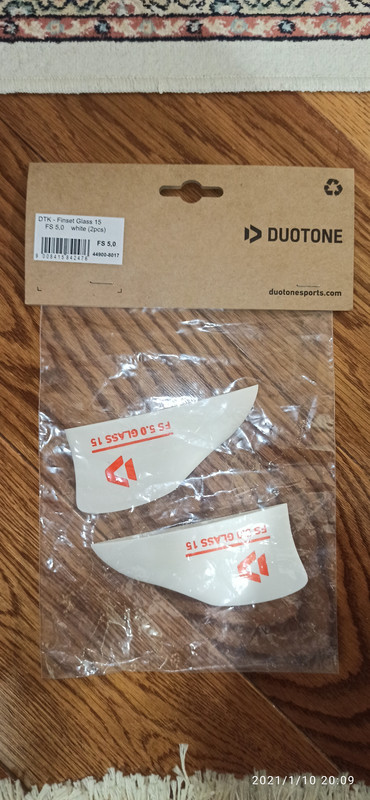 DTK - Finset Glass 15
FS 5,0 white (2pcs)
FS 5,0
44900-8017
DUOTONE
duotonesports.com
FS 5.0 GLASS 15
FS 5.0 GLASS 15
2021/1/10 20:09